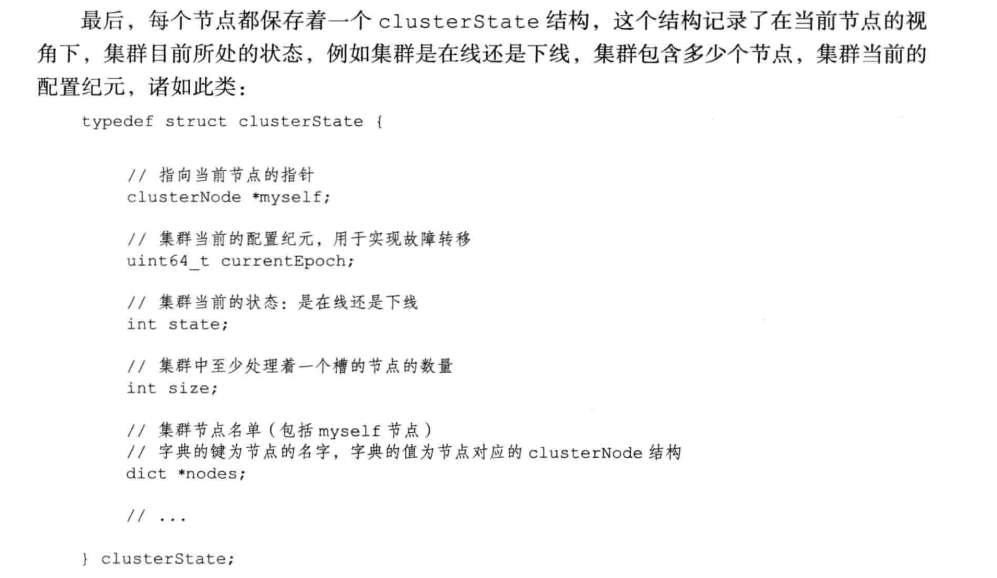 最后，每个节点都保存着一个 clusterState 结构，这个结构记录了在当前节点的视
角下，集群目前所处的状态，例如集群是在线还是下线，集群包含多少个节点，集群当前的
配置纪元，诸如此类：
typedef struct clusterState {
// 指向当前节点的指针
clusterNode *myself;
// 集群当前的配置纪元，用于实现故障转移
uint64_t currentEpoch;
// 集群当前的状态：是在线还是下线
int state;
// 集群中至少处理着一个槽的节点的数量
int size;
// 集群节点名单（包括 myself 节点）
// 字典的键为节点的名字，字典的值为节点对应的 clusterNode 结构
dict *nodes;
// ...
} clusterState;